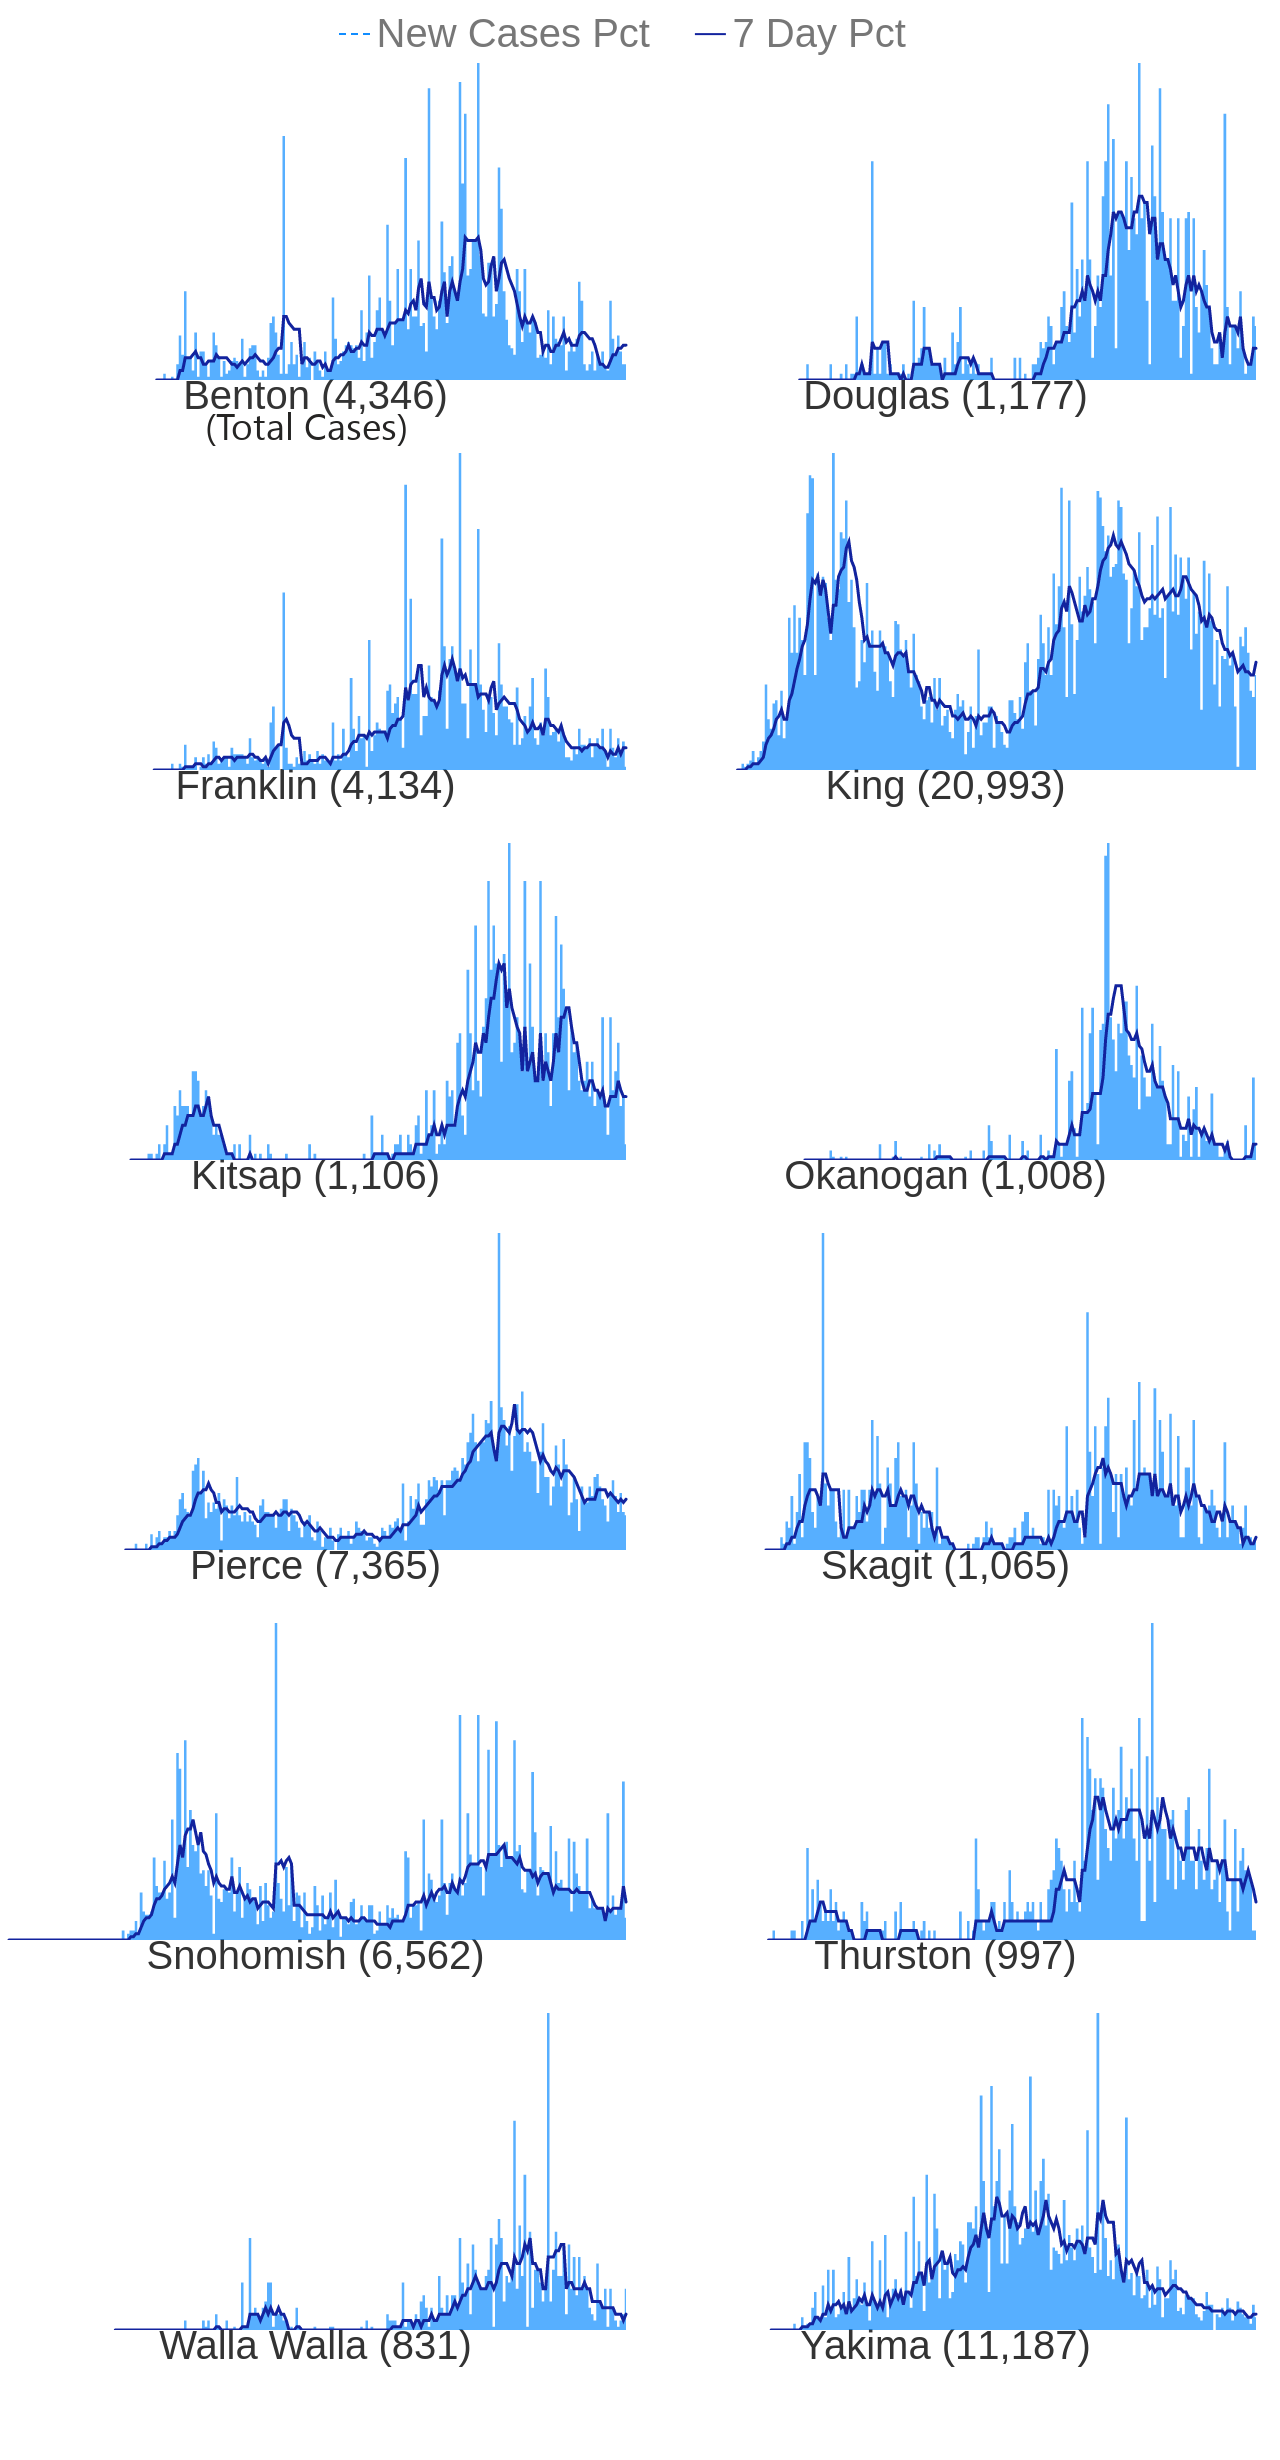 New Cases Pct 7 Day Pct
Benton (4,346) Douglas (1,177)
(Total Cases)
Franklin (4,134) King (20,993)
Kitsap (1,106) Okanogan (1,008)
Pierce (7,365) Skagit (1,065)
Snohomish (6,562) Thurston (997)
Walla Walla (831) Yakima (11,187)